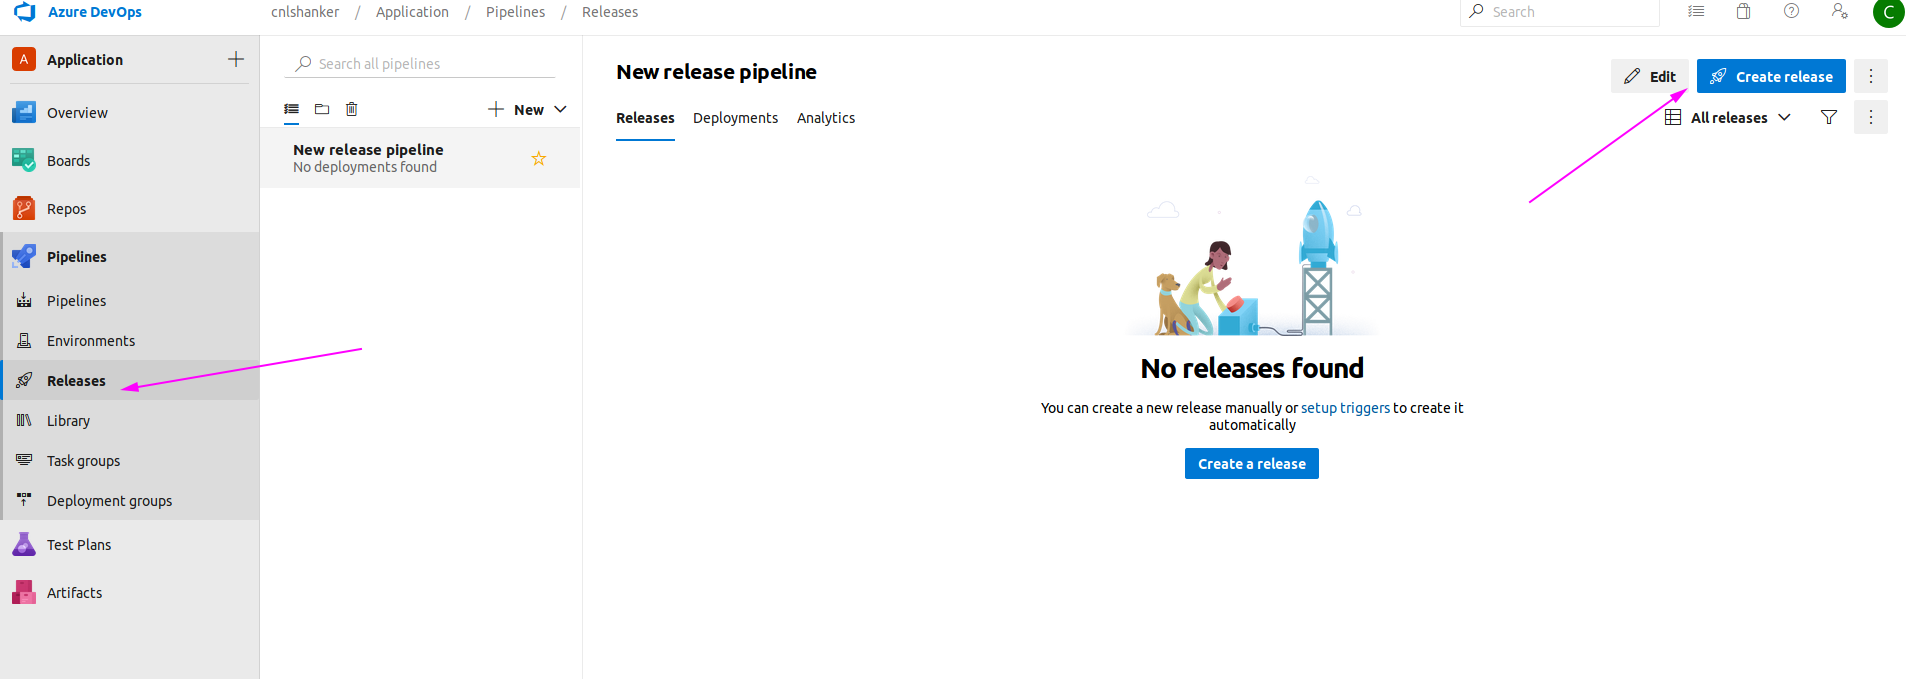 Azure DevOps
cnlshanker / Application / Pipelines / Releases
Search
C
A Application
Overview
Boards
Repos
Pipelines
Pipelines
Environments
Releases
Library
Task groups
Deployment groups
Test Plans
Artifacts
Search all pipelines
New
New release pipeline
No deployments found
New release pipeline
Edit
Create release
Releases Deployments Analytics
All releases
No releases found
You can create a new release manually or setup triggers to create it
automatically
Create a release